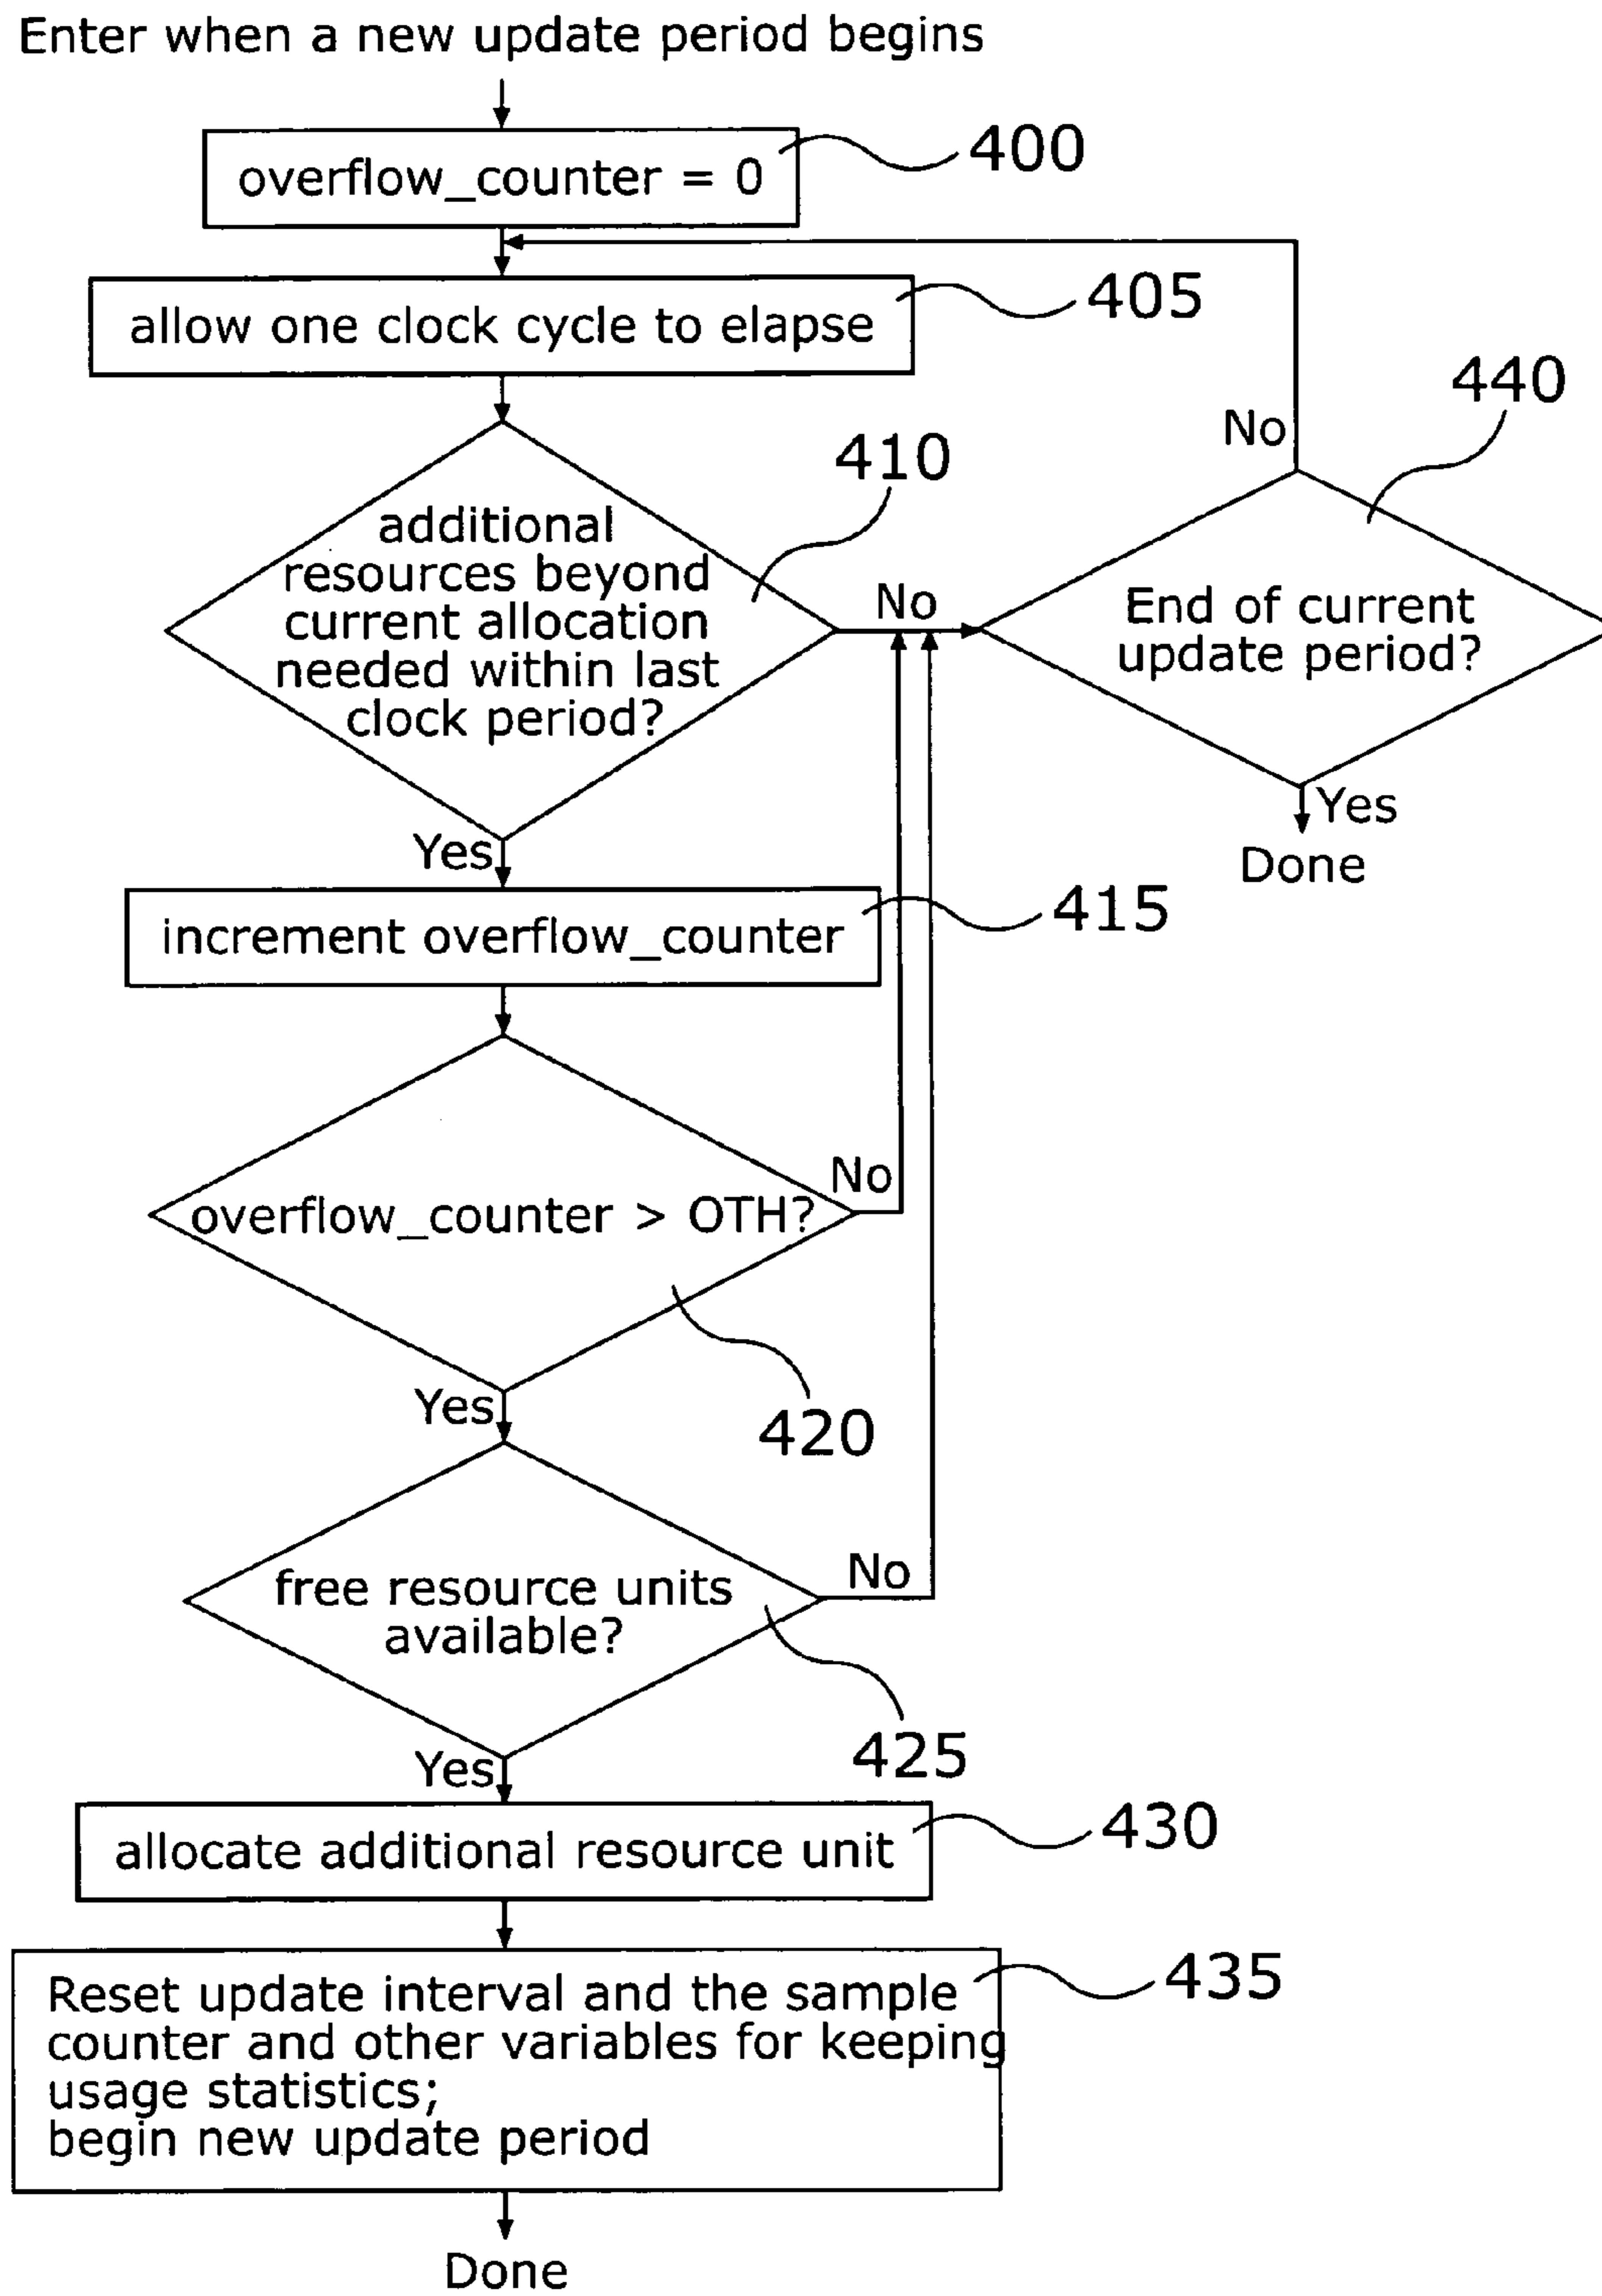 Enter when a new update period begins
overflow_counter = 0
400
allow one clock cycle to elapse
405
440
No
410
additional
resources beyond
current allocation
needed within last
clock period?
No
End of current
update period?
Yes
Done
Yes
increment overflow_counter
415
No
overflow_counter > OTH?
Yes
420
free resource units
available?
No
Yes
425
allocate additional resource unit
430
Reset update interval and the sample
counter and other variables for keeping
usage statistics;
begin new update period
435
Done